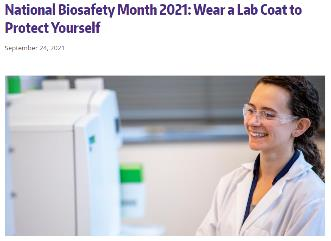 National Biosafety Month 2021: Wear a Lab Coat to
Protect Yourself
September 24, 2021